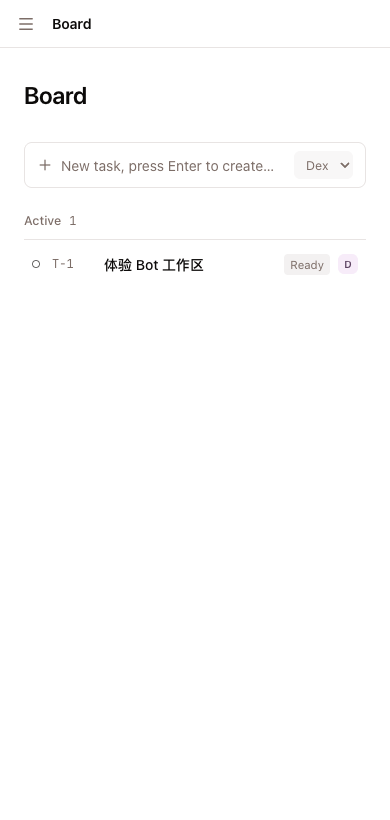 Board
Board
New task, press Enter to create...
Dex
Active 1
T-1 体验 Bot 工作区 Ready D